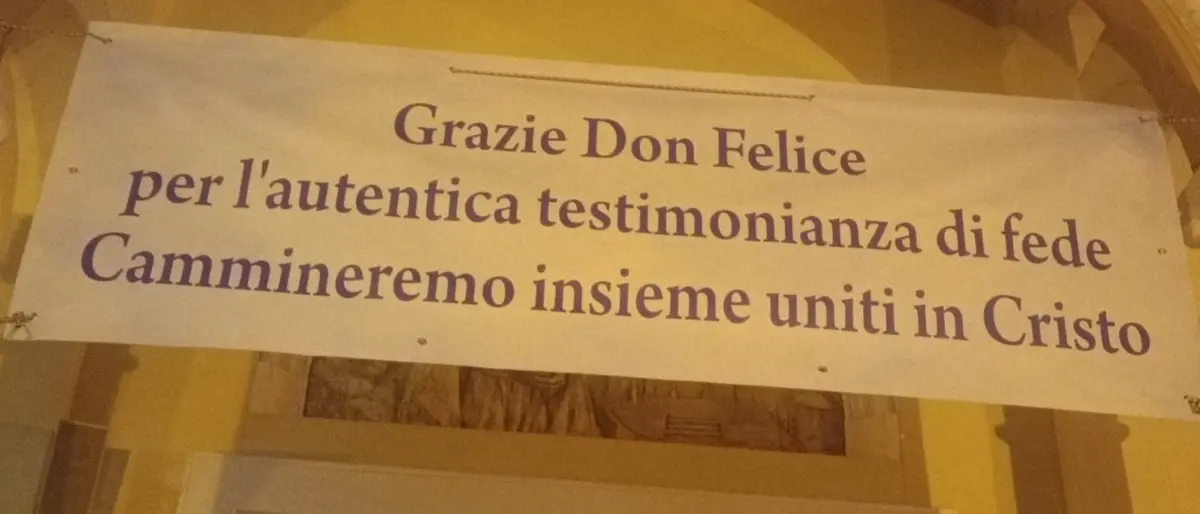 Grazie Don Felice
per l'autentica testimonianza di fede
Cammineremo insieme uniti in Cristo